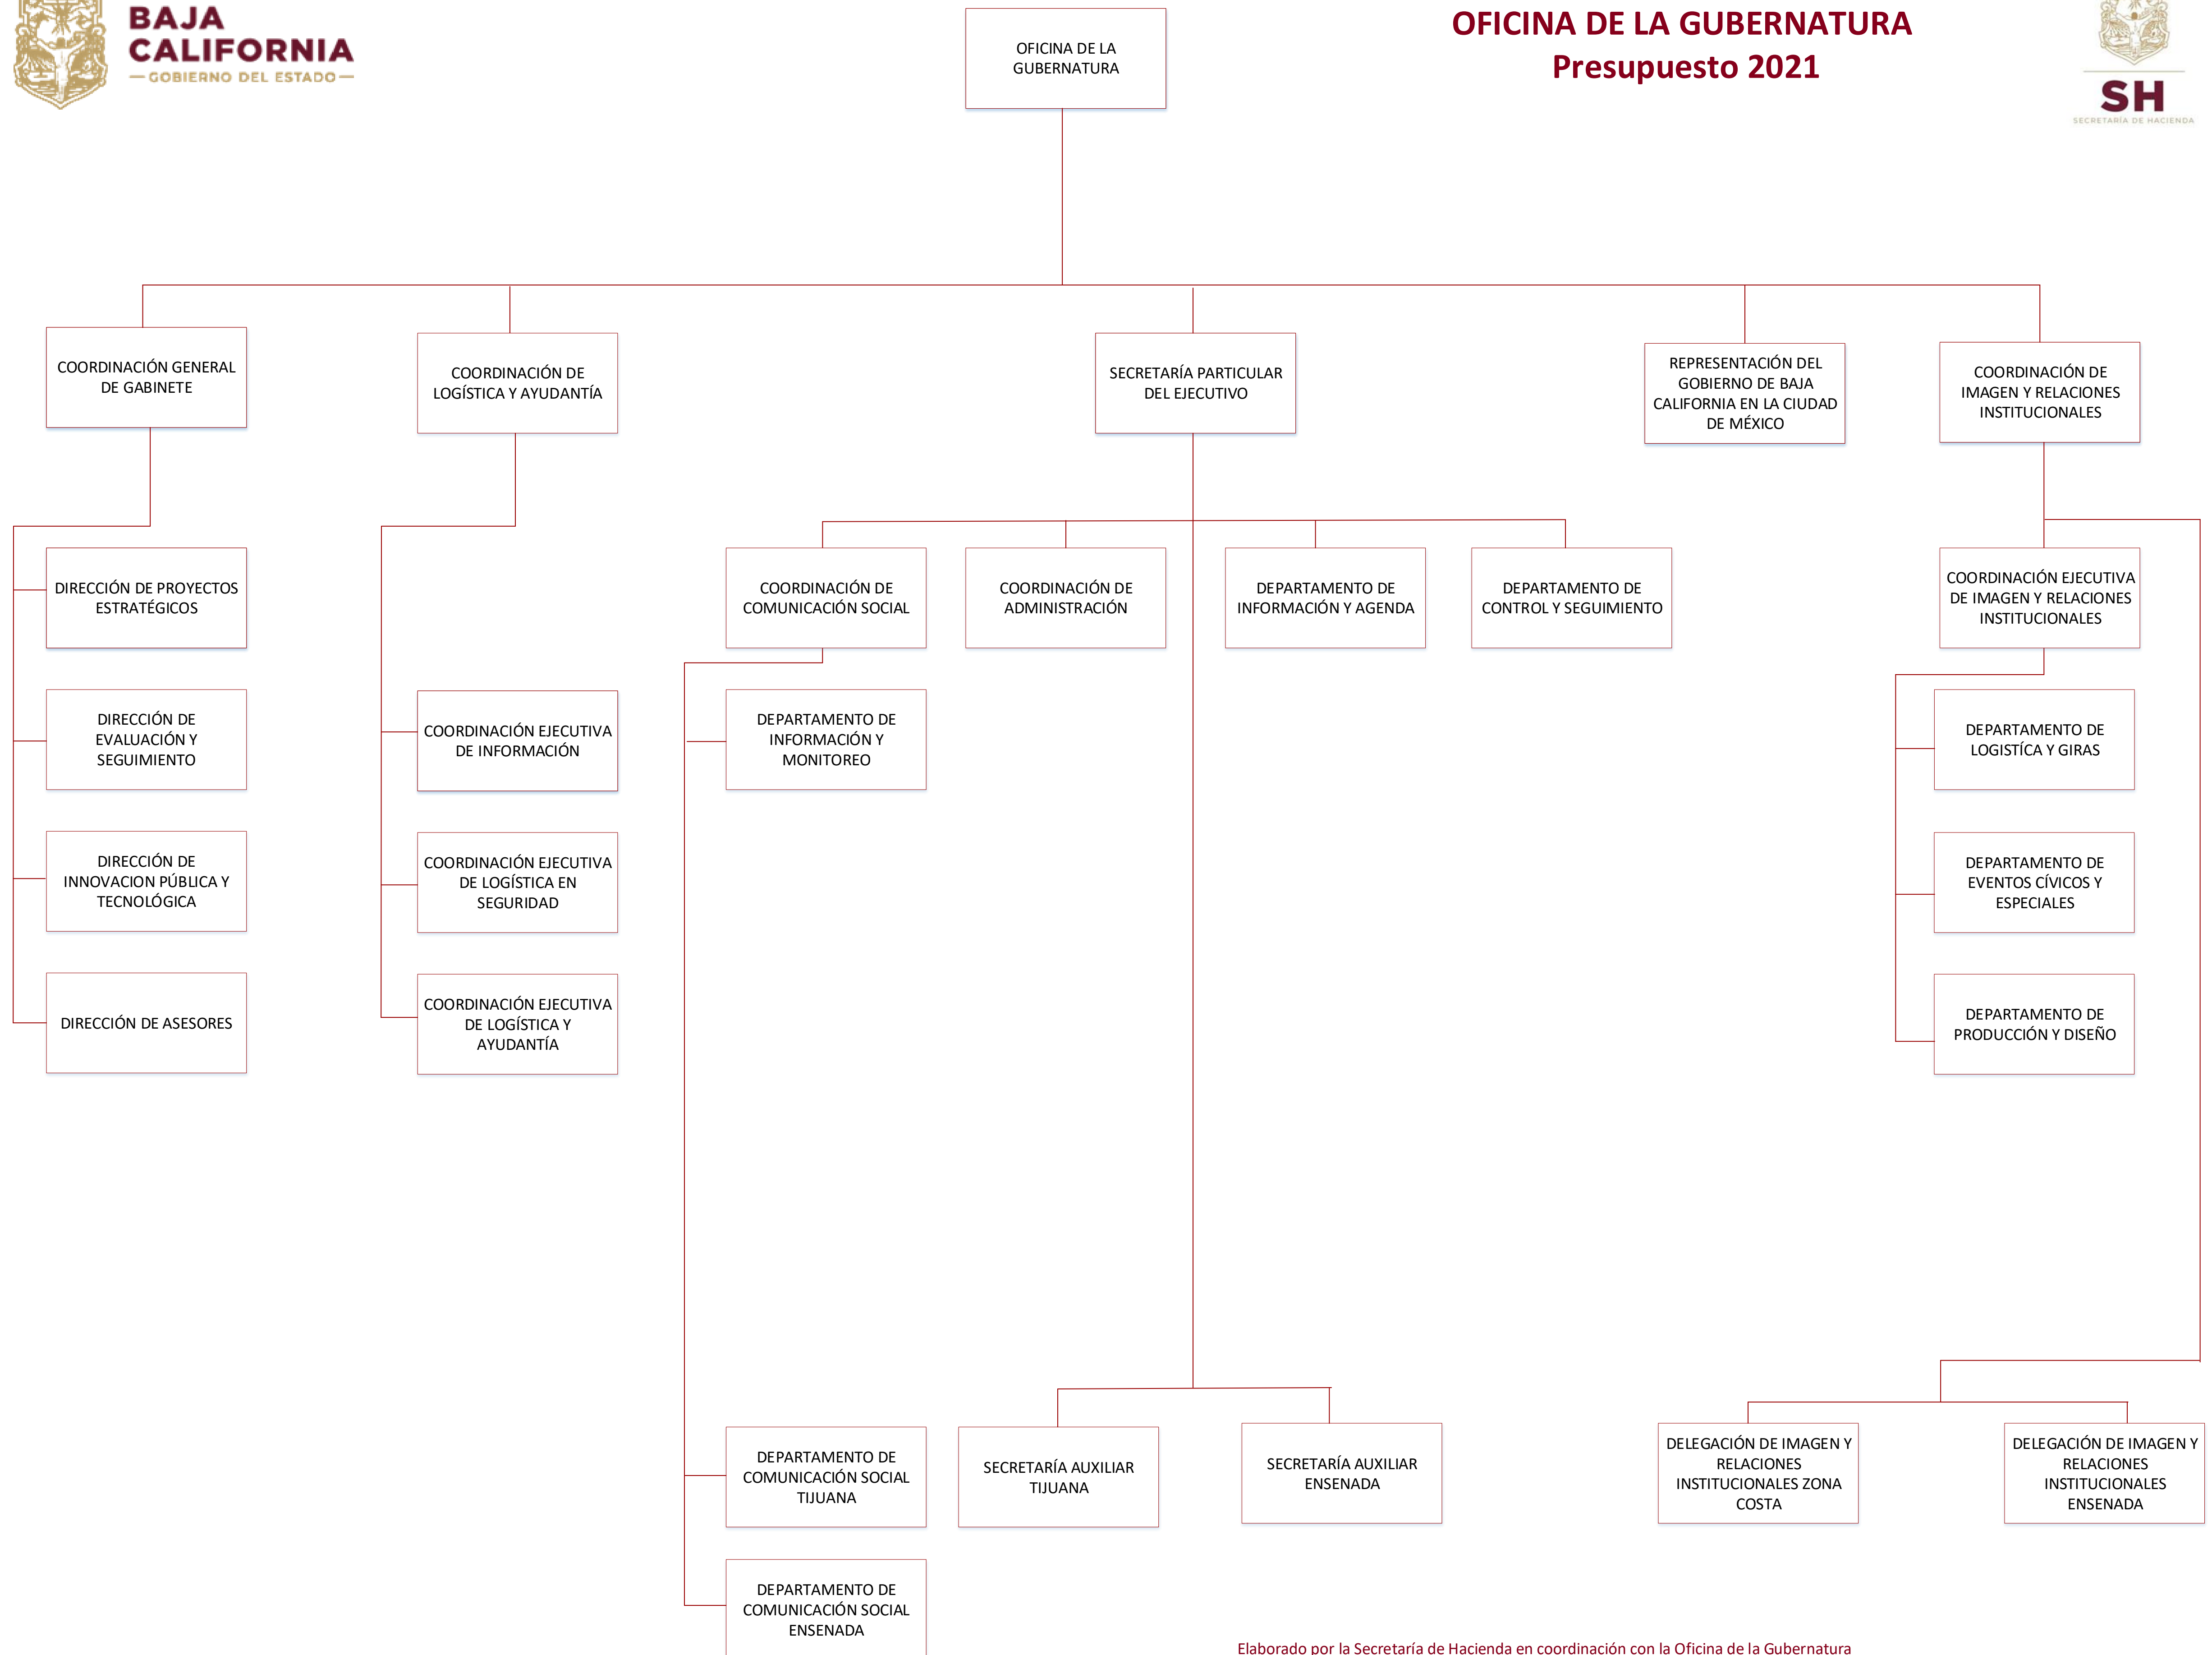 BAJA
CALIFORNIA
GOBIERNO DEL ESTADO
OFICINA DE LA GUBERNATURA
Presupuesto 2021
SH
SECRETARÍA DE HACIENDA
OFICINA DE LA
GUBERNATURA
COORDINACIÓN GENERAL
DE GABINETE
COORDINACIÓN DE
LOGÍSTICA Y AYUDANTÍA
SECRETARÍA PARTICULAR
DEL EJECUTIVO
REPRESENTACIÓN DEL
GOBIERNO DE BAJA
CALIFORNIA EN LA CIUDAD
DE MÉXICO
COORDINACIÓN DE
IMAGEN Y RELACIONES
INSTITUCIONALES
DIRECCIÓN DE PROYECTOS
ESTRATÉGICOS
COORDINACIÓN DE
COMUNICACIÓN SOCIAL
COORDINACIÓN DE
ADMINISTRACIÓN
DEPARTAMENTO DE
INFORMACIÓN Y AGENDA
DEPARTAMENTO DE
CONTROL Y SEGUIMIENTO
COORDINACIÓN EJECUTIVA
DE IMAGEN Y RELACIONES
INSTITUCIONALES
DIRECCIÓN DE
EVALUACIÓN Y
SEGUIMIENTO
COORDINACIÓN EJECUTIVA
DE INFORMACIÓN
DEPARTAMENTO DE
INFORMACIÓN Y
MONITOREO
DEPARTAMENTO DE
LOGISTÍCA Y GIRAS
DIRECCIÓN DE
INNOVACION PÚBLICA Y
TECNOLÓGICA
COORDINACIÓN EJECUTIVA
DE LOGÍSTICA EN
SEGURIDAD
DEPARTAMENTO DE
EVENTOS CÍVICOS Y
ESPECIALES
DIRECCIÓN DE ASESORES
COORDINACIÓN EJECUTIVA
DE LOGÍSTICA Y
AYUDANTÍA
DEPARTAMENTO DE
PRODUCCIÓN Y DISEÑO
DEPARTAMENTO DE
COMUNICACIÓN SOCIAL
TIJUANA
SECRETARÍA AUXILIAR
TIJUANA
SECRETARÍA AUXILIAR
ENSENADA
DELEGACIÓN DE IMAGEN Y
RELACIONES
INSTITUCIONALES ZONA
COSTA
DELEGACIÓN DE IMAGEN Y
RELACIONES
INSTITUCIONALES
ENSENADA
DEPARTAMENTO DE
COMUNICACIÓN SOCIAL
ENSENADA
Elaborado por la Secretaría de Hacienda en coordinación con la Oficina de la Gubernatura